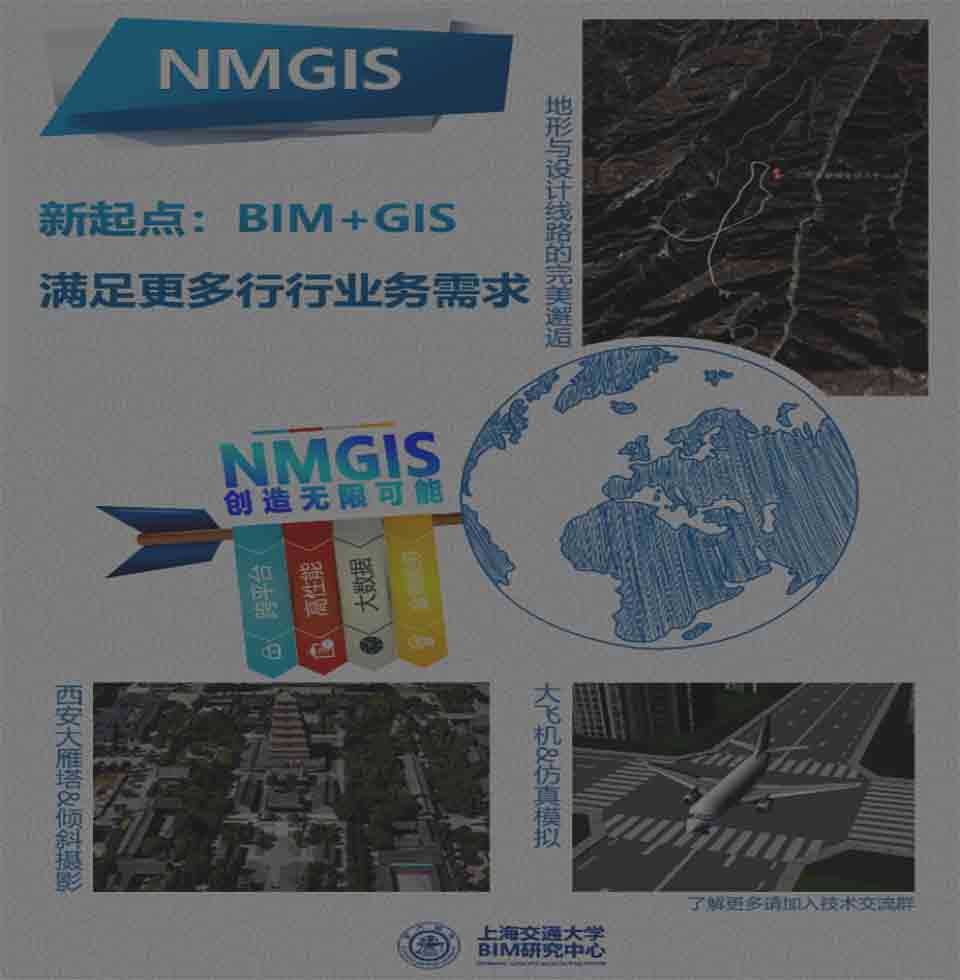 NMGIS
新起点：BIM+GIS
满足更多行行业务需求
地形与设计线路的完美邂逅
NMGIS
创造无限可能
跨平台
高性能
大数据
西安大雁塔&倾斜摄影
大飞机&仿真模拟
了解更多请加入技术交流群
上海交通大学
BIM研究中心